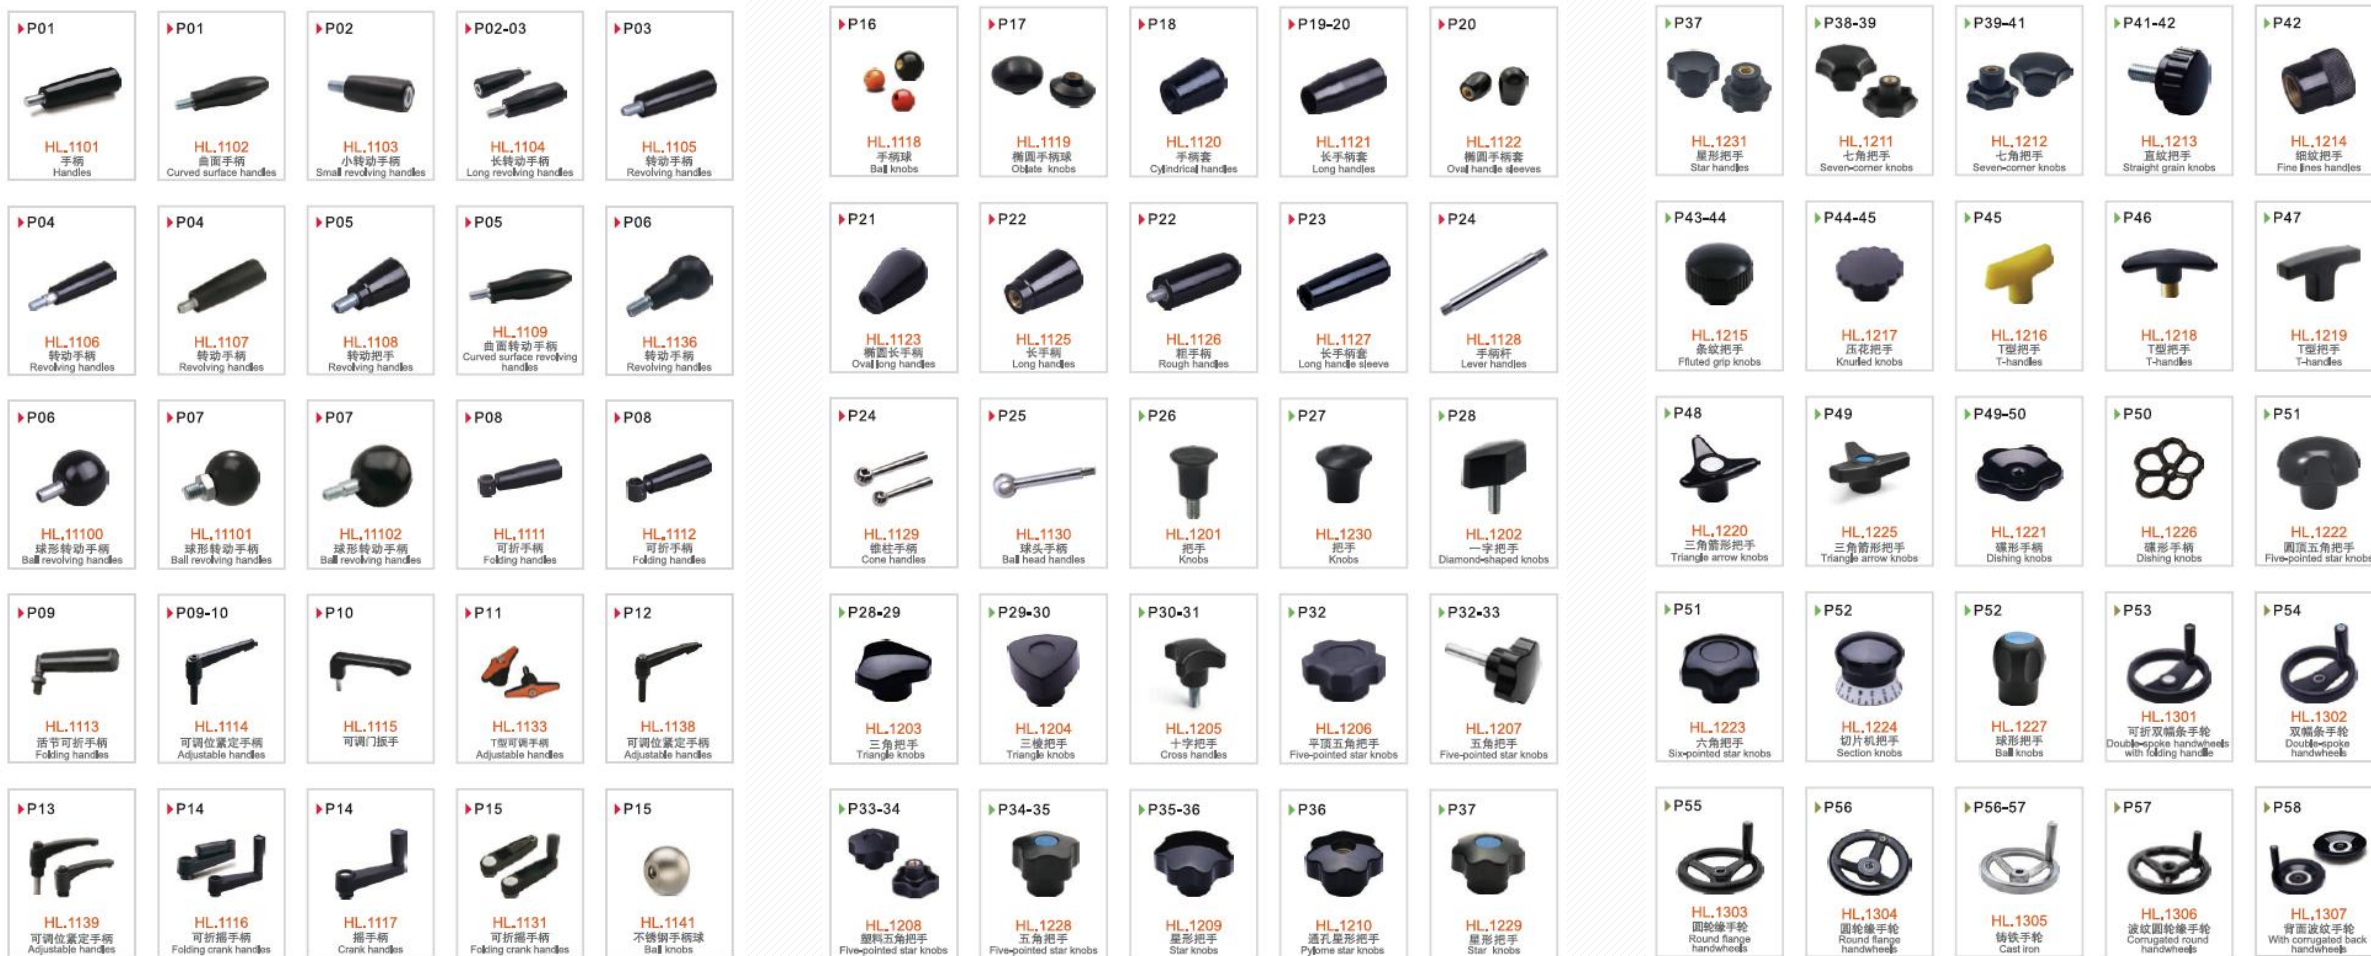 P01
HL.1101
手柄
Handles
P01
HL.1102
曲面手柄
Curved surface handles
P02
HL.1103
小转动手柄
Small revolving handles
P02-03
HL.1104
长转动手柄
Long revolving handles
P03
HL.1105
转动手柄
Revolving handles
P04
HL.1106
转动手柄
Revolving handles
P04
HL.1107
转动手柄
Revolving handles
P05
HL.1108
转动把手
Revolving handles
P05
HL.1109
曲面转动手柄
Curved surface revolving
handles
P06
HL.1136
转动手柄
Revolving handles
P06
HL.11100
球形转动手柄
Ball revolving handles
P07
HL.11101
球形转动手柄
Ball revolving handles
P07
HL.11102
球形转动手柄
Ball revolving handles
P08
HL.1111
可折手柄
Folding handles
P08
HL.1112
可折手柄
Folding handles
P09
HL.1113
活节可折手柄
Folding handles
P09-10
HL.1114
可调位紧定手柄
Adjustable handles
P10
HL.1115
可调门扳手
P11
HL.1133
T型可调手柄
Adjustable handles
P12
HL.1138
可调位紧定手柄
Adjustable handles
P13
HL.1139
可调位紧定手柄
Adjustable handles
P14
HL.1116
可折摇手柄
Folding crank handles
P14
HL.1117
摇手柄
Crank handles
P15
HL.1131
可折摇手柄
Folding crank handles
P15
HL.1141
不锈钢手柄球
Ball knobs
P16
HL.1118
手柄球
Ball knobs
P17
HL.1119
椭圆手柄球
Oblate knobs
P18
HL.1120
手柄套
Cylindrical handles
P19-20
HL.1121
长手柄套
Long handles
P20
HL.1122
椭圆手柄套
Oval handle sleeves
P21
HL.1123
椭圆长手柄
Oval long handles
P22
HL.1125
长手柄
Long handles
P22
HL.1126
粗手柄
Rough handles
P23
HL.1127
长手柄套
Long handle sleeve
P24
HL.1128
手柄杆
Lever handles
P24
HL.1129
锥柱手柄
Cone handles
P25
HL.1130
球头手柄
Ball head handles
P26
HL.1201
把手
Knobs
P27
HL.1230
把手
Knobs
P28
HL.1202
一字把手
Diamond-shaped knobs
P28-29
HL.1203
三角把手
Triangle knobs
P29-30
HL.1204
三棱把手
Triangle knobs
P30-31
HL.1205
十字把手
Cross handles
P32
HL.1206
平顶五角把手
Five-pointed star knobs
P32-33
HL.1207
五角把手
Five-pointed star knobs
P33-34
HL.1208
塑料五角把手
Five-pointed star knobs
P34-35
HL.1228
五角把手
Five-pointed star knobs
P35-36
HL.1209
星形把手
Star knobs
P36
HL.1210
通孔星形把手
Pylome star knobs
P37
HL.1229
星形把手
Star knobs
P37
HL.1231
星形把手
Star handles
P38-39
HL.1211
七角把手
Seven-corner knobs
P39-41
HL.1212
七角把手
Seven-corner knobs
P41-42
HL.1213
直纹把手
Straight grain knobs
P42
HL.1214
细纹把手
Fine lines handles
P43-44
HL.1215
条纹把手
Ffluted grip knobs
P44-45
HL.1217
压花把手
Knurled knobs
P45
HL.1216
T型把手
T-handles
P46
HL.1218
T型把手
T-handles
P47
HL.1219
T型把手
T-handles
P48
HL.1220
三角箭形把手
Triangle arrow knobs
P49
HL.1225
三角箭形把手
Triangle arrow knobs
P49-50
HL.1221
碟形手柄
Dishing knobs
P50
HL.1226
碟形手柄
Dishing knobs
P51
HL.1222
圆顶五角把手
Five-pointed star knobs
P51
HL.1223
六角把手
Six-pointed star knobs
P52
HL.1224
切片机把手
Section knobs
P52
HL.1227
球形把手
Ball knobs
P53
HL.1301
可折双幅条手轮
Double-spoke handwheels
with folding handle
P54
HL.1302
双幅条手轮
Double-spoke
handwheels
P55
HL.1303
圆轮缘手轮
Round flange
handwheels
P56
HL.1304
圆轮缘手轮
Round flange
handwheels
P56-57
HL.1305
铸铁手轮
Cast iron
P57
HL.1306
波纹圆轮缘手轮
Corrugated round
handwheels
P58
HL.1307
背面波纹手轮
With corrugated back
handwheels